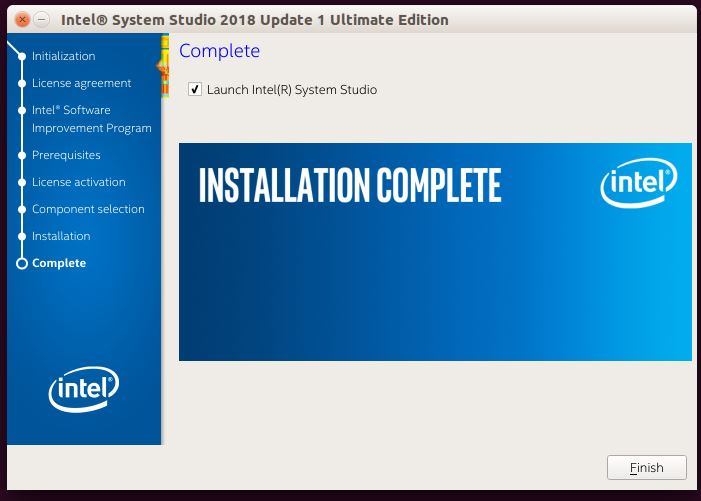 Intel® System Studio 2018 Update 1 Ultimate Edition
Initialization
License agreement
Intel® Software
Improvement Program
Prerequisites
License activation
Component selection
Installation
Complete
intel®
Complete
Launch Intel(R) System Studio
INSTALLATION COMPLETE
intel®
Finish